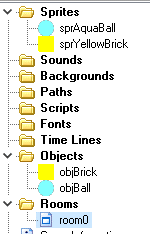 Sprites
sprAquaBall
sprYellowBrick
Sounds
Backgrounds
Paths
Scripts
Fonts
Time Lines
Objects
objBrick
objBall
Rooms
room0